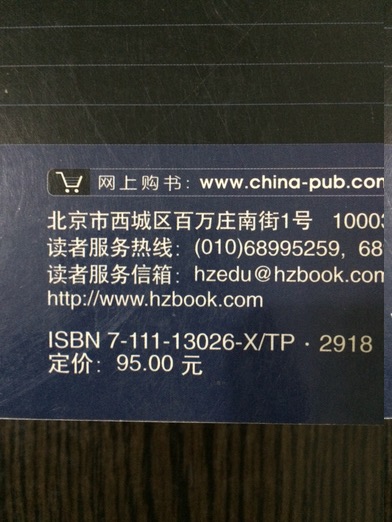 网上购书：www.china-pub.com
北京市西城区百万庄南街1号 1000
读者服务热线：(010)68995259, 68
读者服务信箱：hzedu@hzbook.com
http://www.hzbook.com
ISBN 7-111-13026-X/TP · 2918
定价：95.00 元